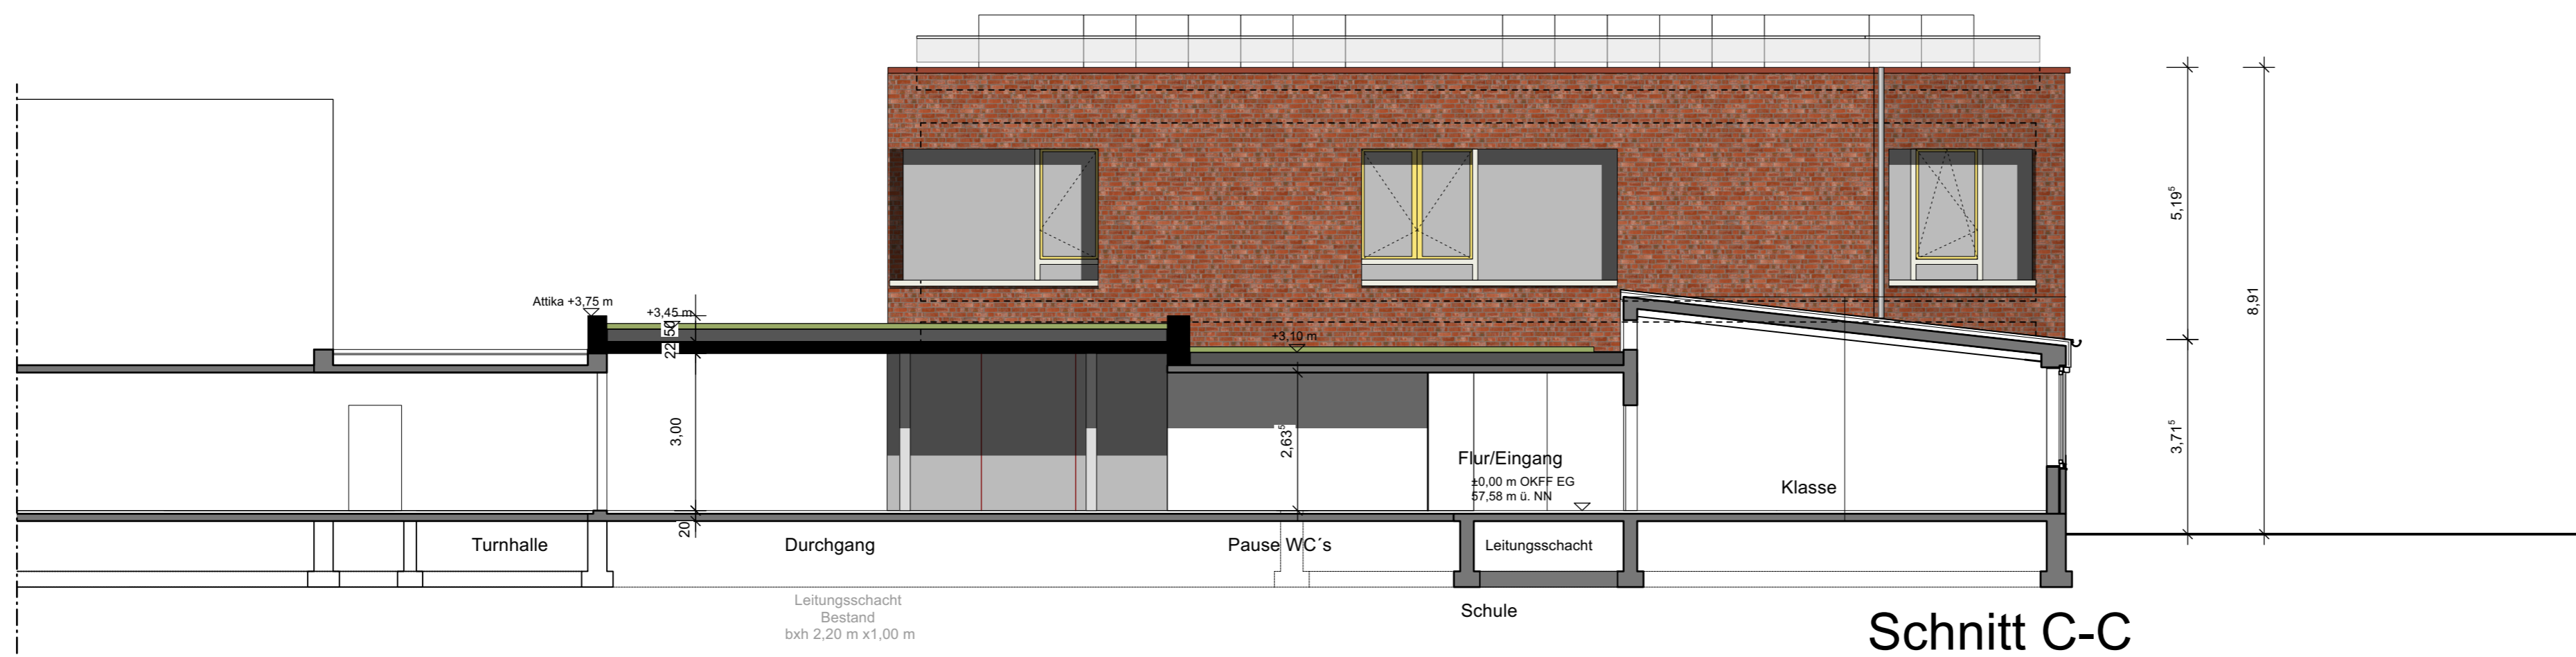 Attika +3,75 m
+3,45 m
50
22
+3,10 m
3,00
2,63⁵
20
Flur/Eingang
±0,00 m OKFF EG
57,58 m ü. NN
Klasse
5,19⁵
8,91
3,71⁵
Turnhalle
Durchgang
Pause WC´s
Leitungsschacht
Leitungsschacht
Bestand
bxh 2,20 m x1,00 m
Schule
Schnitt C-C